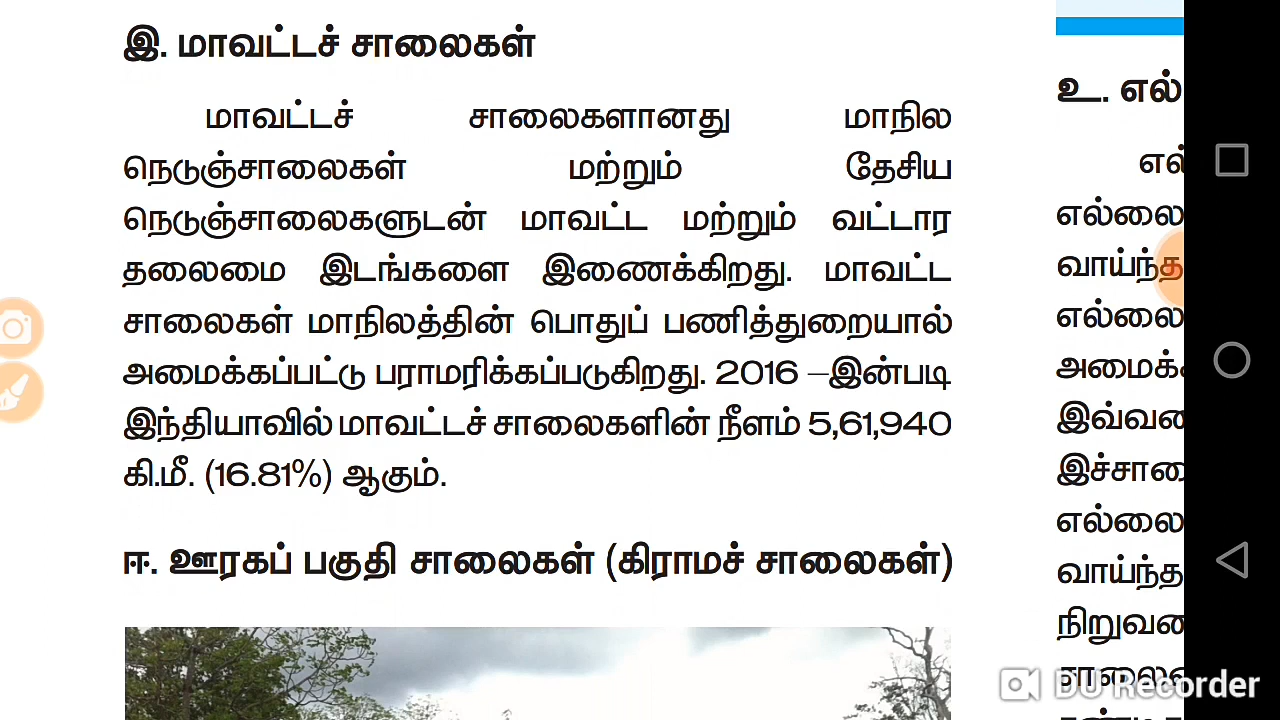 இ. மாவட்டச் சாலைகள்
மாவட்டச் சாலைகளானது மாநில
நெடுஞ்சாலைகள் மற்றும் தேசிய
நெடுஞ்சாலைகளுடன் மாவட்ட மற்றும் வட்டார
தலைமை இடங்களை இணைக்கிறது. மாவட்ட
சாலைகள் மாநிலத்தின் பொதுப் பணித்துறையால்
அமைக்கப்பட்டு பராமரிக்கப்படுகிறது. 2016 –இன்படி
இந்தியாவில் மாவட்டச் சாலைகளின் நீளம் 5,61,940
கி.மீ. (16.81%) ஆகும்.
ஈ. ஊரகப் பகுதி சாலைகள் (கிராமச் சாலைகள்)
உ. எல்
எல்
எல்லை
வாய்ந்த
எல்லை
அமைக்
இவ்வ
இச்சா
எல்லை
வாய்ந்த
நிறுவ
DU Recorder